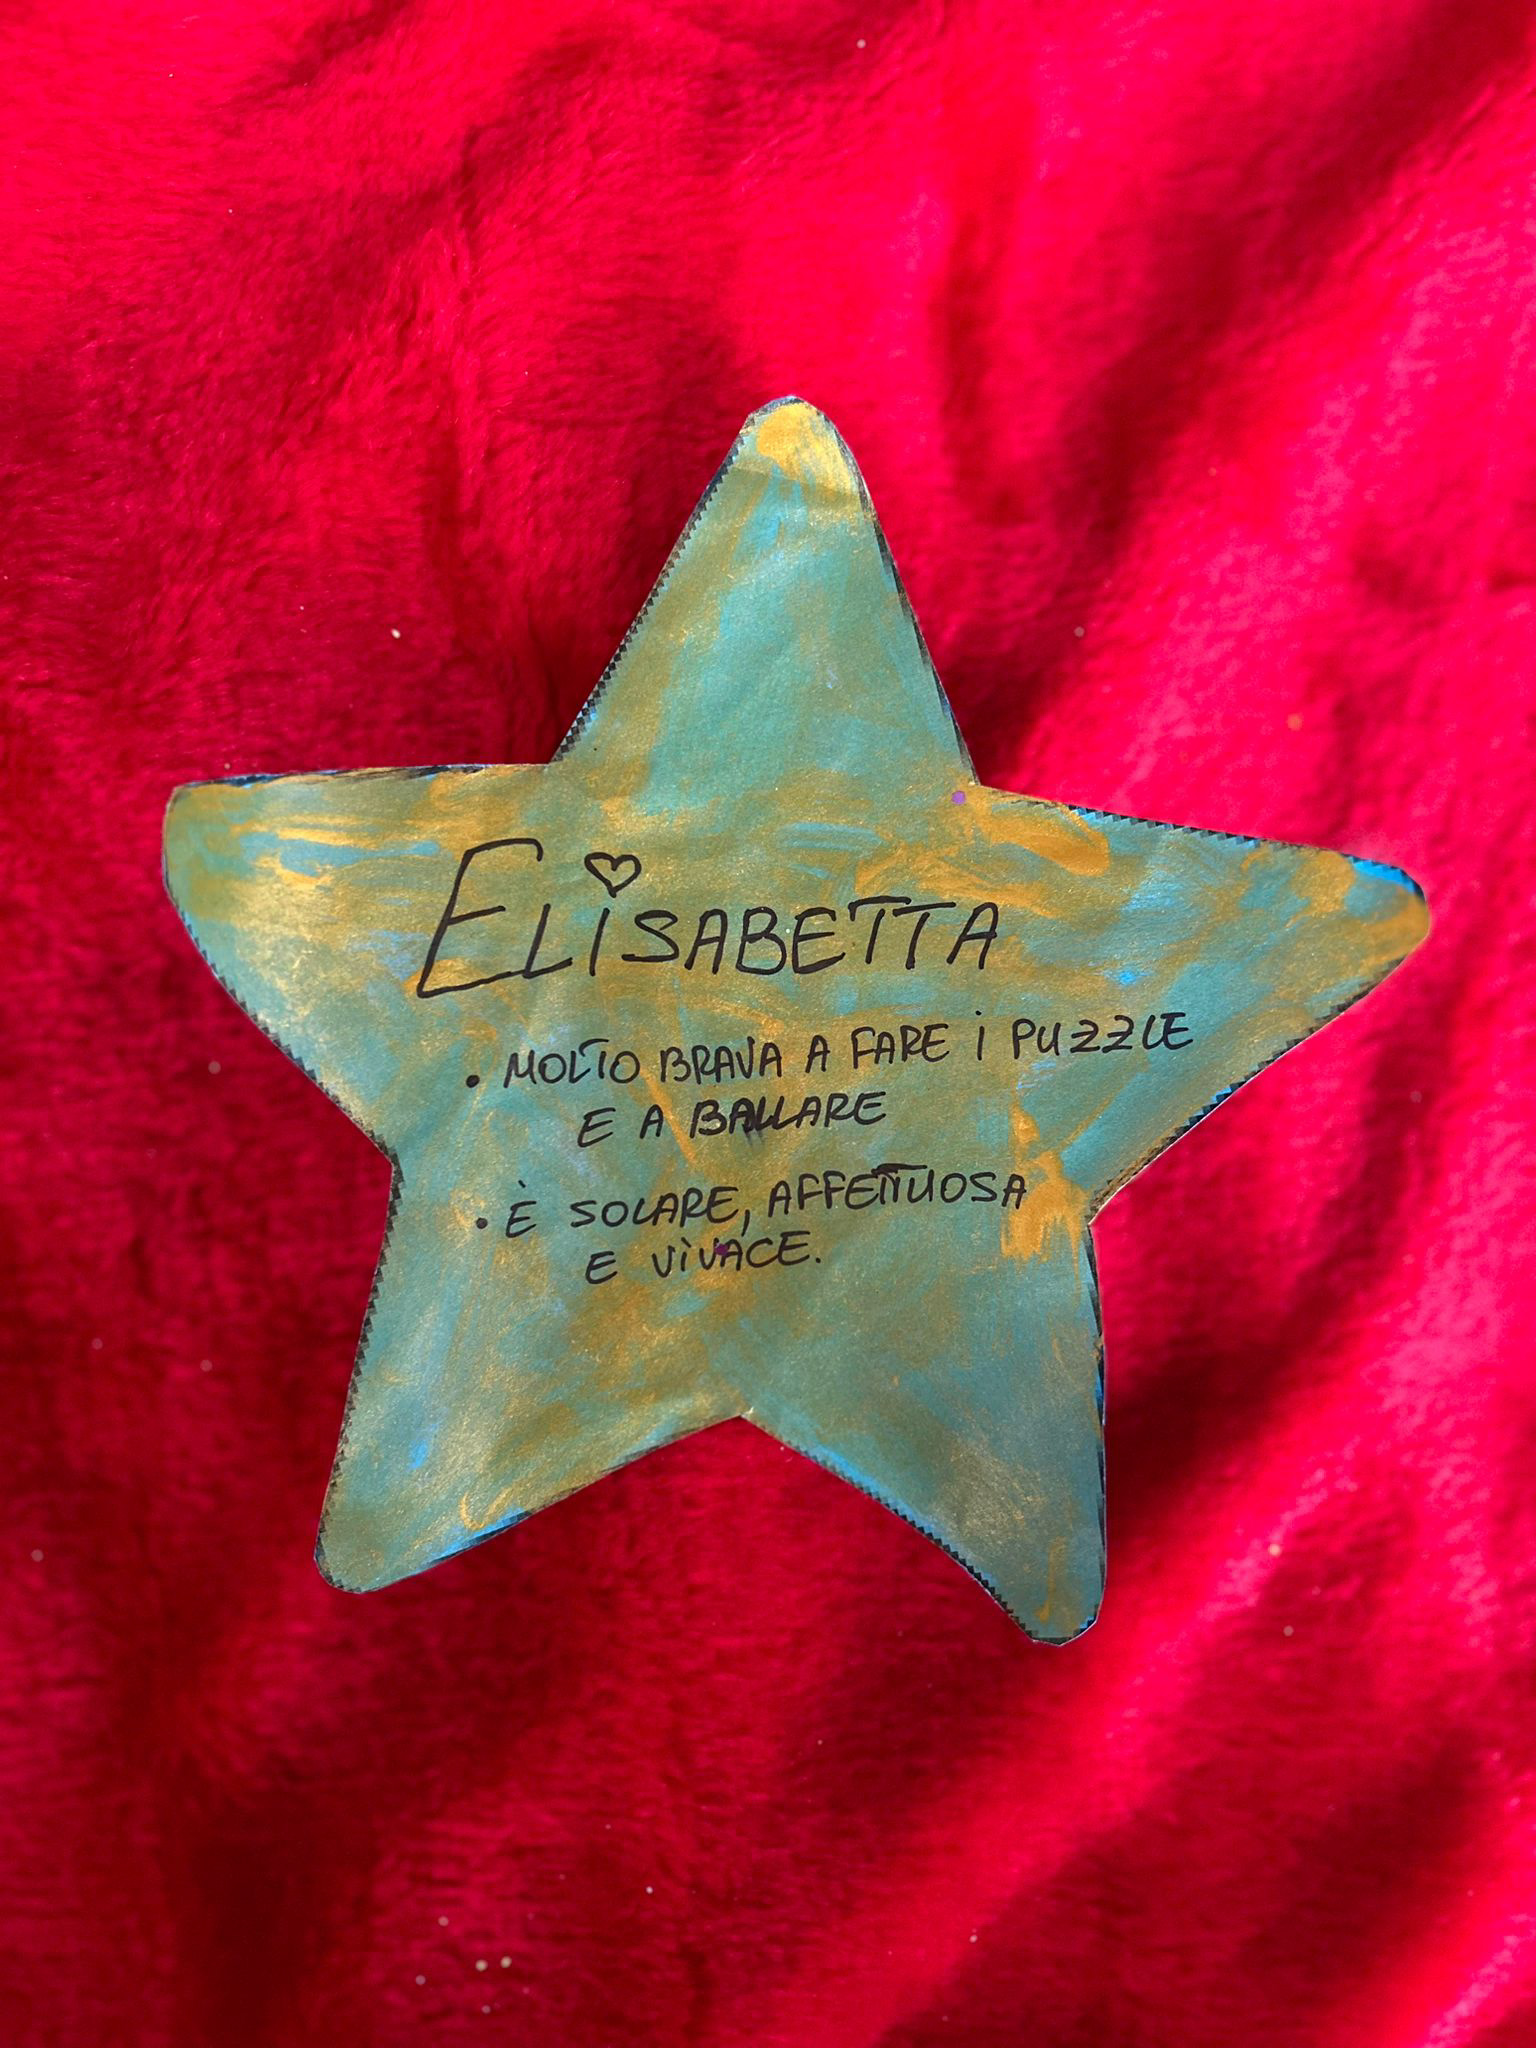 ELiSABETTA
• MOLTO BRAVA A FARE i PUZZLE
E A BALLARE
• È SOLARE, AFFETTUOSA
E ViVACE.